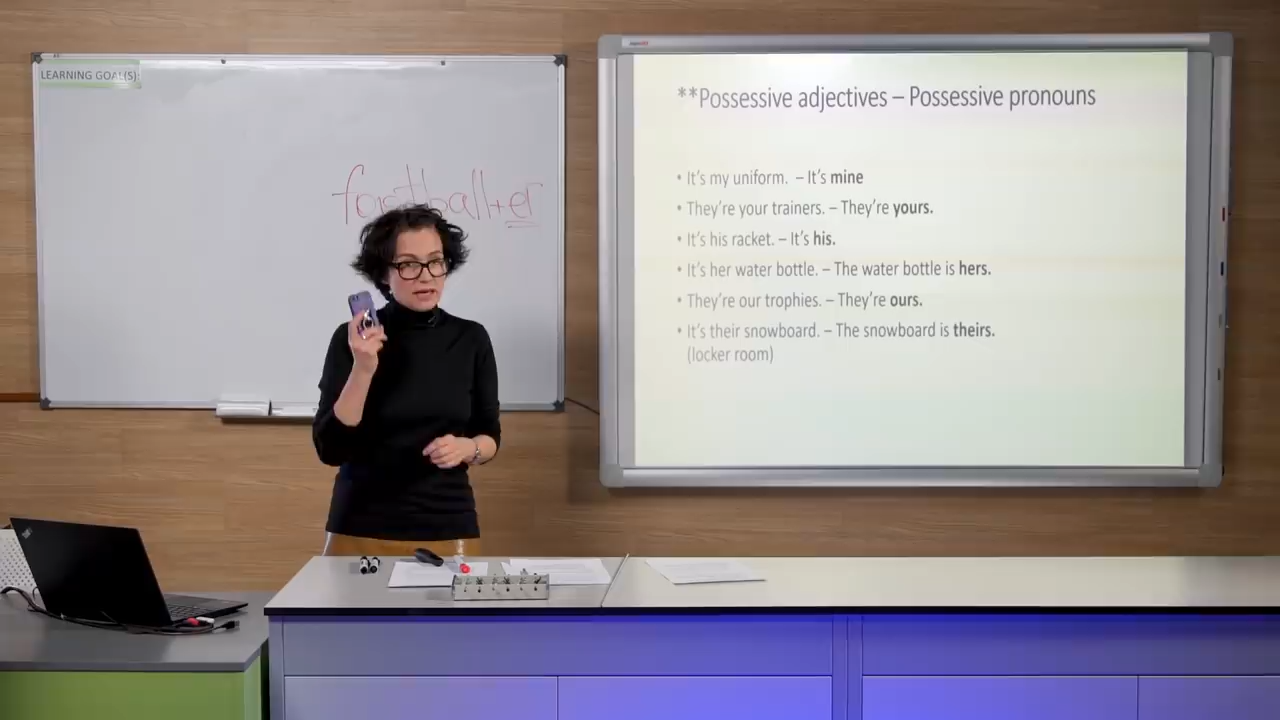 LEARNING GOAL(S):
football+er
**Possessive adjectives – Possessive pronouns
• It's my uniform. – It's mine
• They're your trainers. – They're yours.
• It's his racket. – It's his.
• It's her water bottle. – The water bottle is hers.
• They're our trophies. – They're ours.
• It's their snowboard. – The snowboard is theirs.
(locker room)